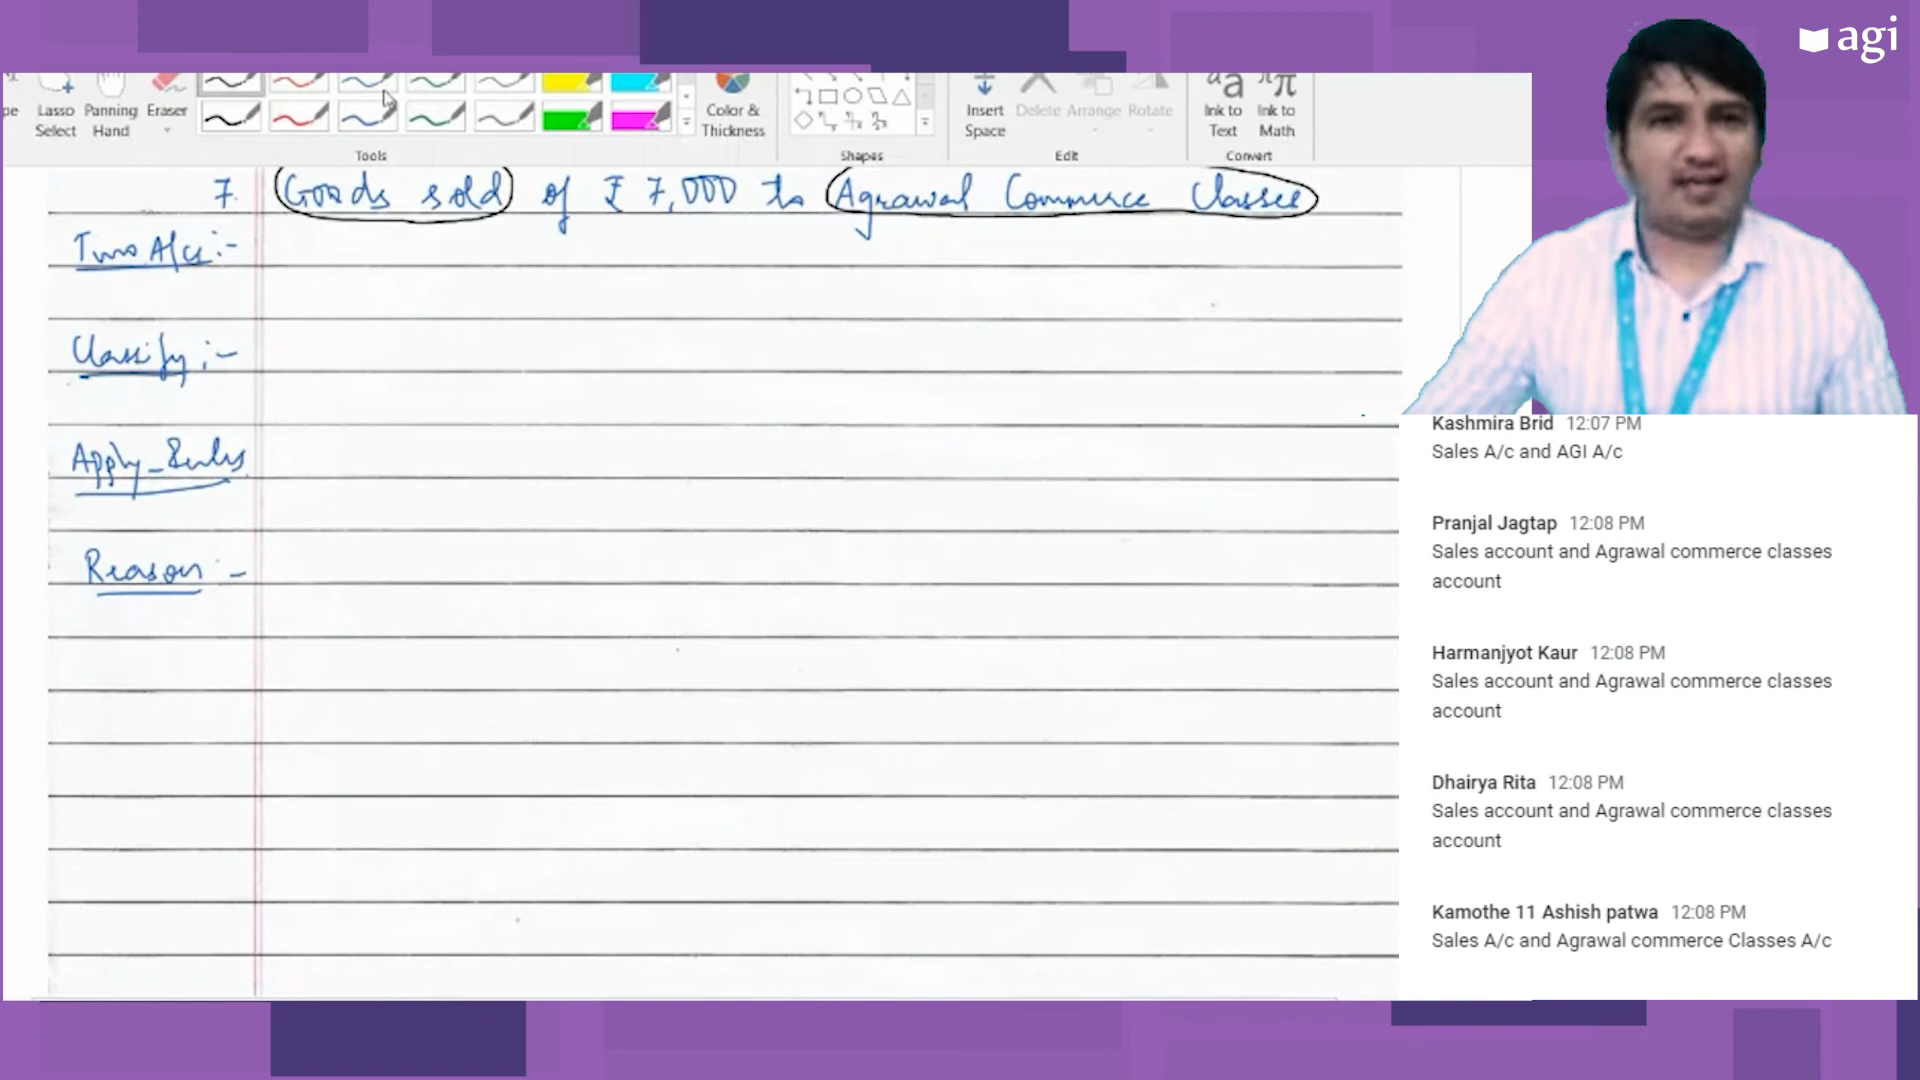 agi
pe
Lasso Select
Panning Hand
Eraser
Color & Thickness
Insert Space
Delete
Arrange
Rotate
Ink to Text
Ink to Math
Tools
Shapes
Edit
Convert
7. Goods sold of ₹ 7,000 to Agrawal Commerce Classes
Two A/cs :-
Classify :-
Apply Rules
Reason :-
Kashmira Brid 12:07 PM
Sales A/c and AGI A/c
Pranjal Jagtap 12:08 PM
Sales account and Agrawal commerce classes
account
Harmanjyot Kaur 12:08 PM
Sales account and Agrawal commerce classes
account
Dhairya Rita 12:08 PM
Sales account and Agrawal commerce classes
account
Kamothe 11 Ashish patwa 12:08 PM
Sales A/c and Agrawal commerce Classes A/c